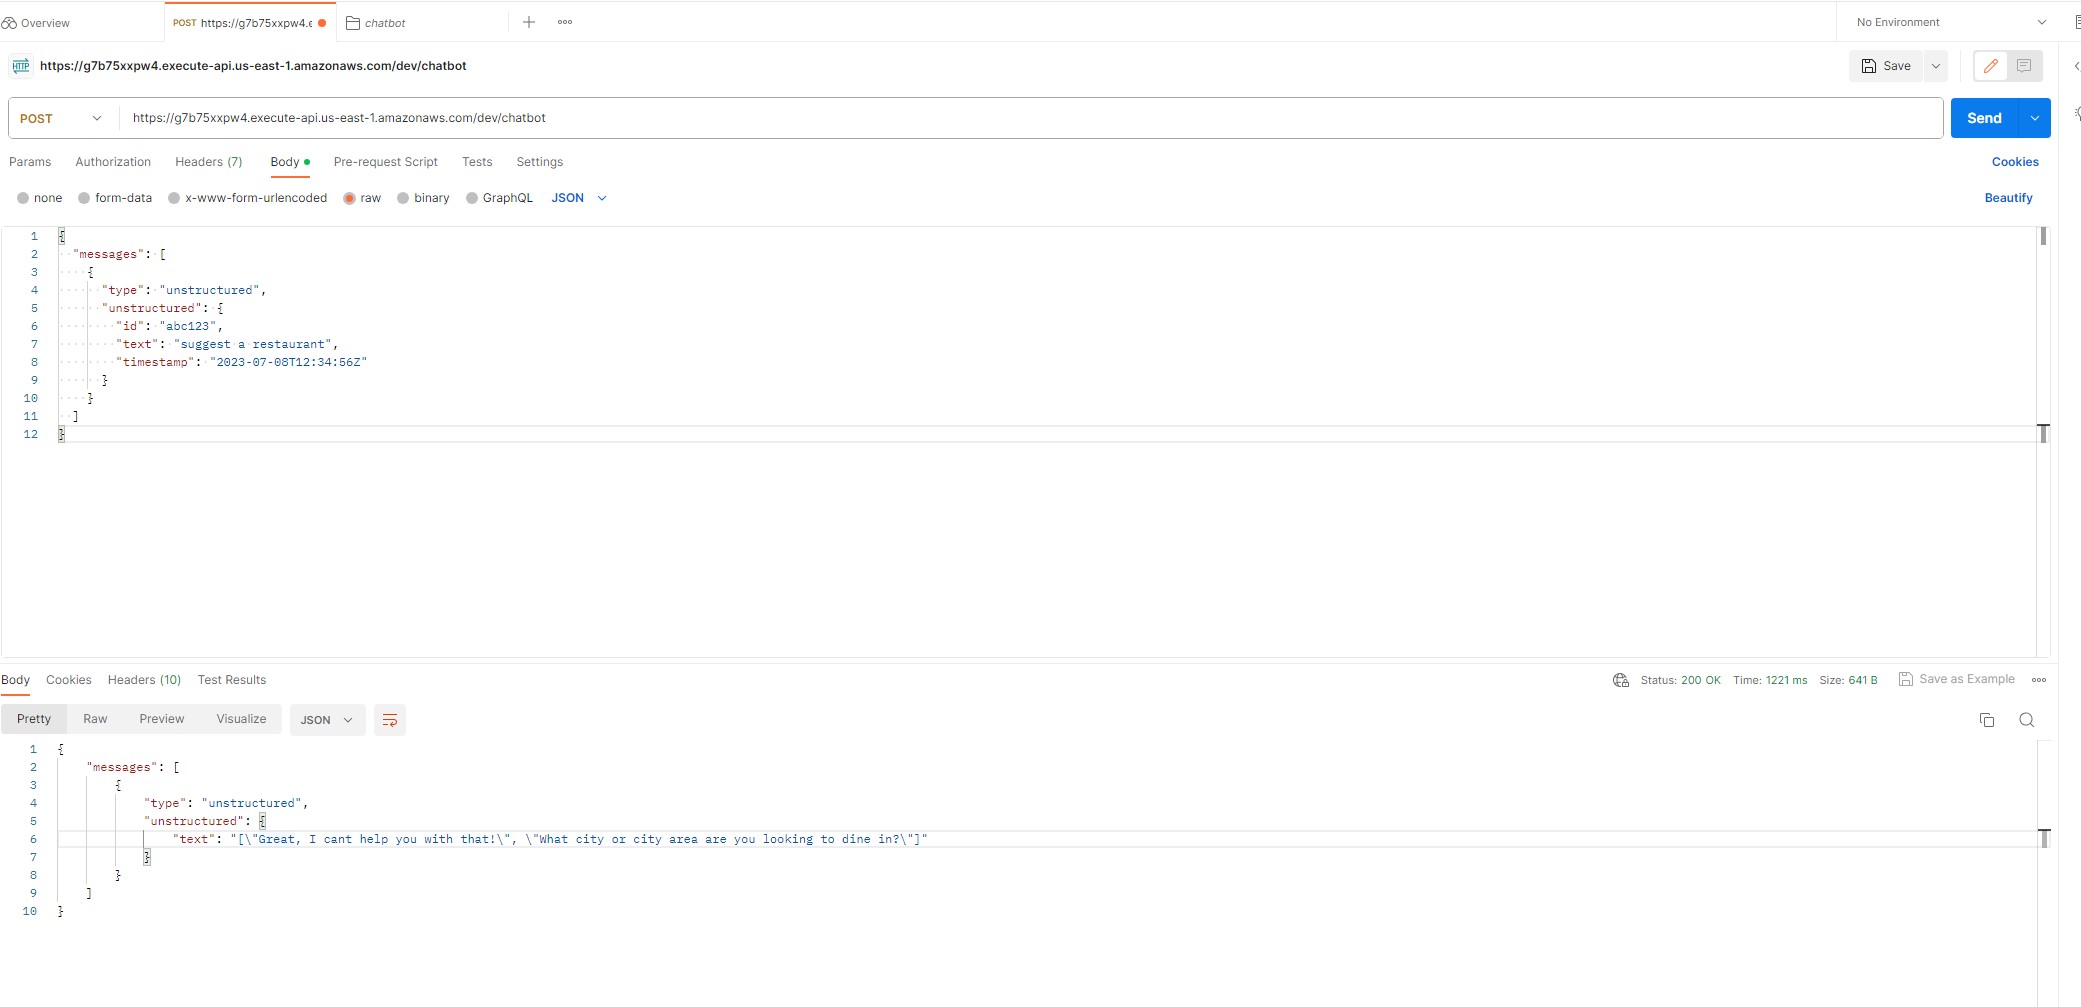 Overview
POST https://g7b75xxpw4.e
chatbot
No Environment
HTTP https://g7b75xxpw4.execute-api.us-east-1.amazonaws.com/dev/chatbot
Save
POST https://g7b75xxpw4.execute-api.us-east-1.amazonaws.com/dev/chatbot
Send
Params Authorization Headers (7) Body Pre-request Script Tests Settings Cookies
none form-data x-www-form-urlencoded raw binary GraphQL JSON Beautify
1 {
2 "messages": [
3 {
4 "type": "unstructured",
5 "unstructured": {
6 "id": "abc123",
7 "text": "suggest a restaurant",
8 "timestamp": "2023-07-08T12:34:56Z"
9 }
10 }
11 ]
12 }
Body Cookies Headers (10) Test Results Status: 200 OK Time: 1221 ms Size: 641 B Save as Example
Pretty Raw Preview Visualize JSON
1 {
2 "messages": [
3 {
4 "type": "unstructured",
5 "unstructured": {
6 "text": "[\"Great, I cant help you with that!\", \"What city or city area are you looking to dine in?\"]"
7 }
8 }
9 ]
10 }